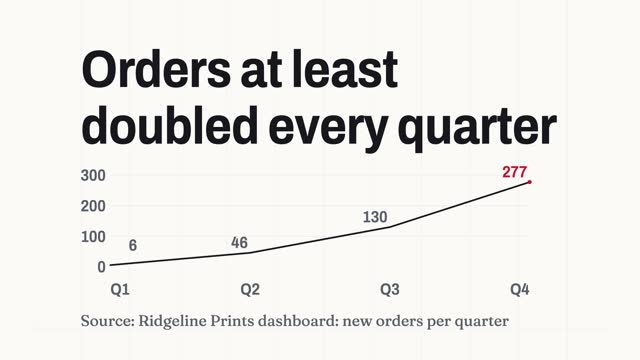 Orders at least
doubled every quarter
300
200
100
0
6
46
130
277
Q1
Q2
Q3
Q4
Source: Ridgeline Prints dashboard: new orders per quarter